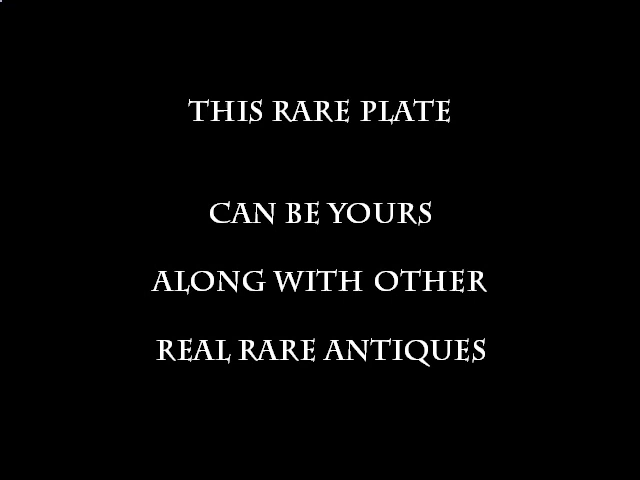 THIS RARE PLATE
CAN BE YOURS
ALONG WITH OTHER
REAL RARE ANTIQUES